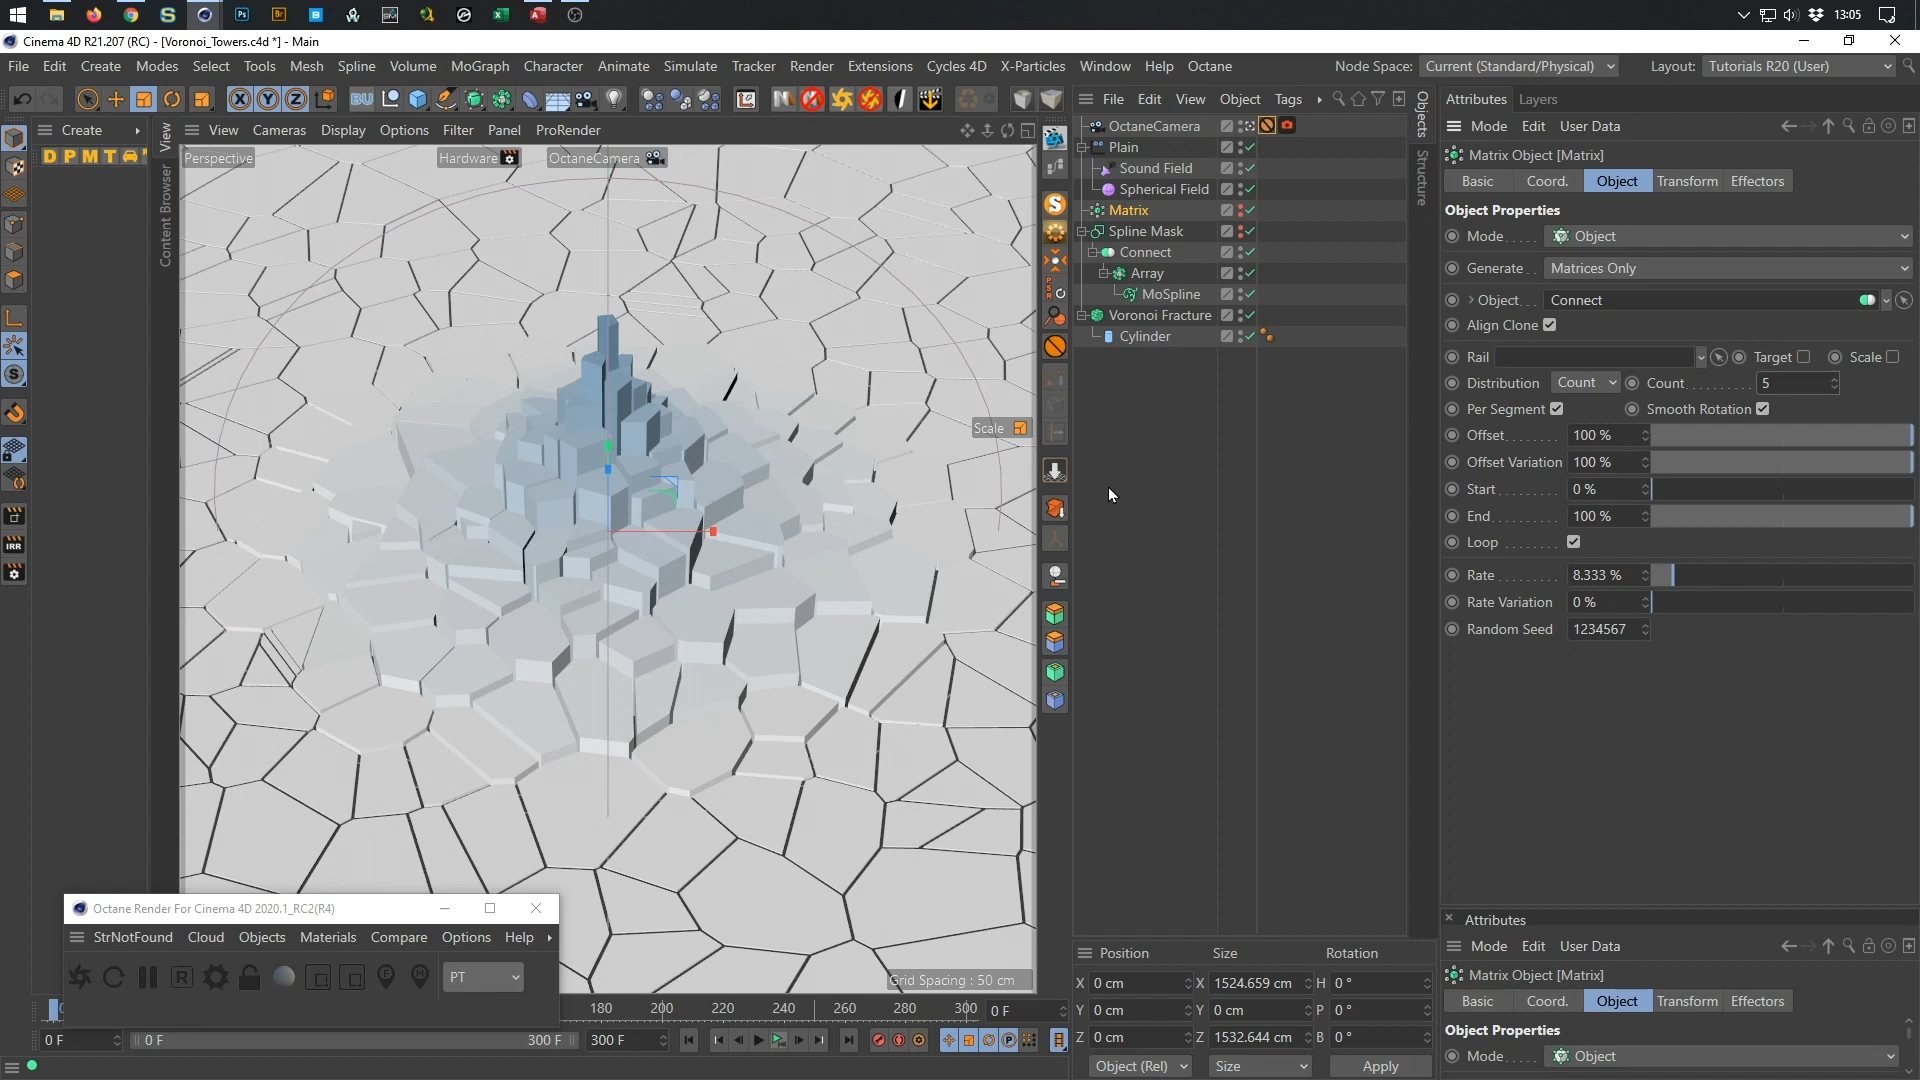 13:05
Cinema 4D R21.207 (RC) - [Voronoi_Towers.c4d *] - Main
File Edit Create Modes Select Tools Mesh Spline Volume MoGraph Character Animate Simulate Tracker Render Extensions Cycles 4D X-Particles Window Help Octane Node Space: Current (Standard/Physical) Layout: Tutorials R20 (User)
File Edit View Object Tags
Objects
Structure
Attributes Layers
Create
View
Content Browser
View Cameras Display Options Filter Panel ProRender
D P M T
Perspective Hardware OctaneCamera
Scale
Grid Spacing : 50 cm
OctaneCamera
Plain
Sound Field
Spherical Field
Matrix
Spline Mask
Connect
Array
MoSpline
Voronoi Fracture
Cylinder
Mode Edit User Data
Matrix Object [Matrix]
Basic Coord. Object Transform Effectors
Object Properties
Mode..... Object
Generate.. Matrices Only
Object... Connect
Align Clone
Rail Target Scale
Distribution Count Count.......... 5
Per Segment Smooth Rotation
Offset........ 100 %
Offset Variation 100 %
Start.......... 0 %
End........... 100 %
Loop ........
Rate.......... 8.333 %
Rate Variation 0 %
Random Seed 1234567
Octane Render For Cinema 4D 2020.1_RC2(R4)
StrNotFound Cloud Objects Materials Compare Options Help
R PT
180 200 220 240 260 280 300 0 F
0 F 0 F 300 F 300 F
Position Size Rotation
X 0 cm X 1524.659 cm H 0 °
Y 0 cm Y 0 cm P 0 °
Z 0 cm Z 1532.644 cm B 0 °
Object (Rel) Size Apply
Attributes
Mode Edit User Data
Matrix Object [Matrix]
Basic Coord. Object Transform Effectors
Object Properties
Mode..... Object